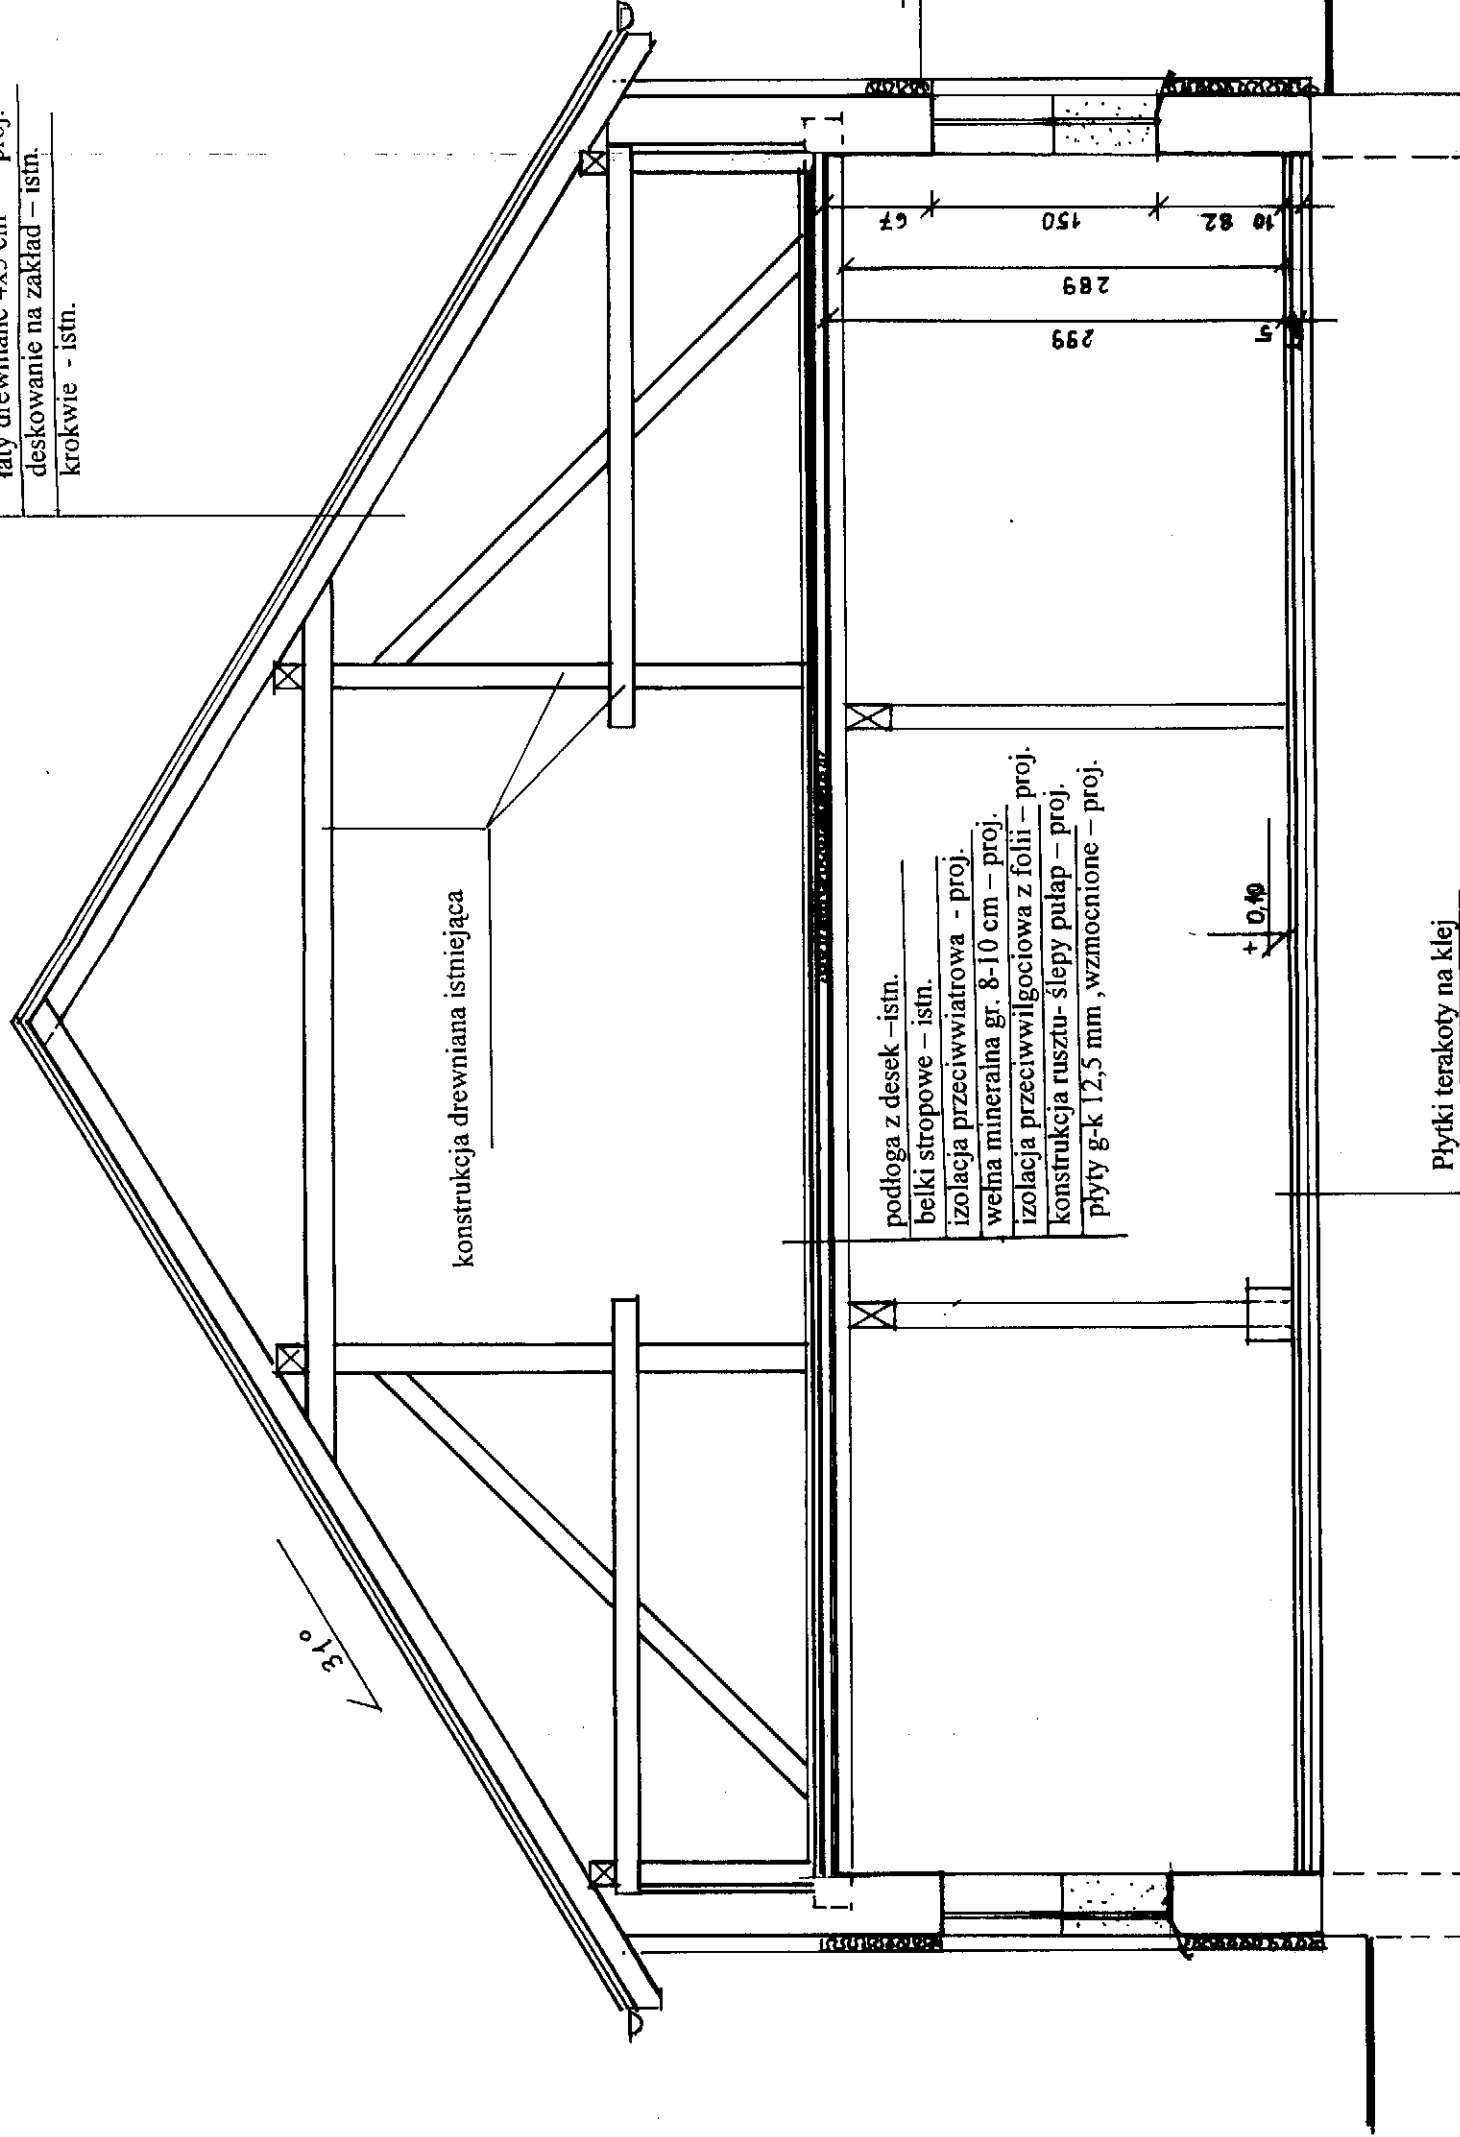 łaty drewniane 4x5 cm – proj.
deskowanie na zakład – istn.
krokwie - istn.
31°
konstrukcja drewniana istniejąca
podłoga z desek –istn.
belki stropowe – istn.
izolacja przeciwwiatrowa - proj.
wełna mineralna gr. 8-10 cm – proj.
izolacja przeciwwilgociowa z folii – proj.
konstrukcja rusztu- ślepy pułap – proj.
płyty g-k 12,5 mm ,wzmocnione – proj.
67
150
82
10
289
299
5
+ 0,10
Płytki terakoty na klej